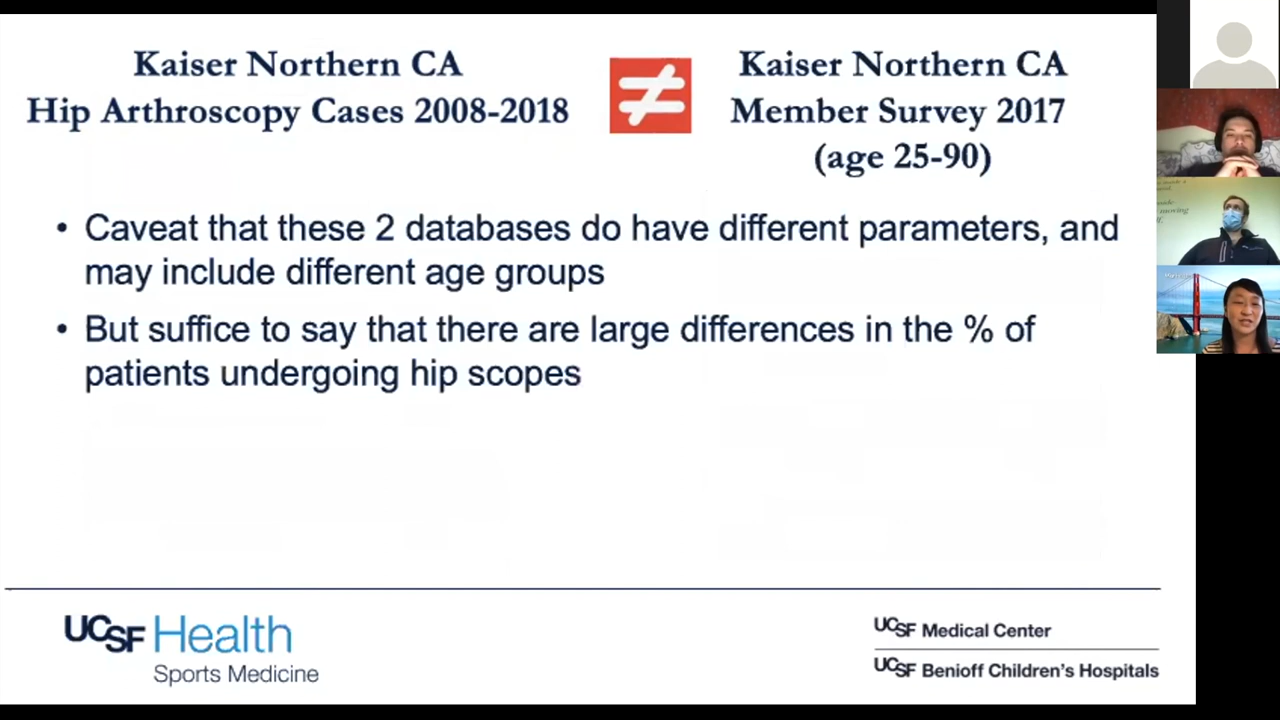 Kaiser Northern CA
Hip Arthroscopy Cases 2008-2018
≠
Kaiser Northern CA
Member Survey 2017
(age 25-90)
• Caveat that these 2 databases do have different parameters, and
may include different age groups
• But suffice to say that there are large differences in the % of
patients undergoing hip scopes
UCSF Health
Sports Medicine
UCSF Medical Center
UCSF Benioff Children's Hospitals
moving